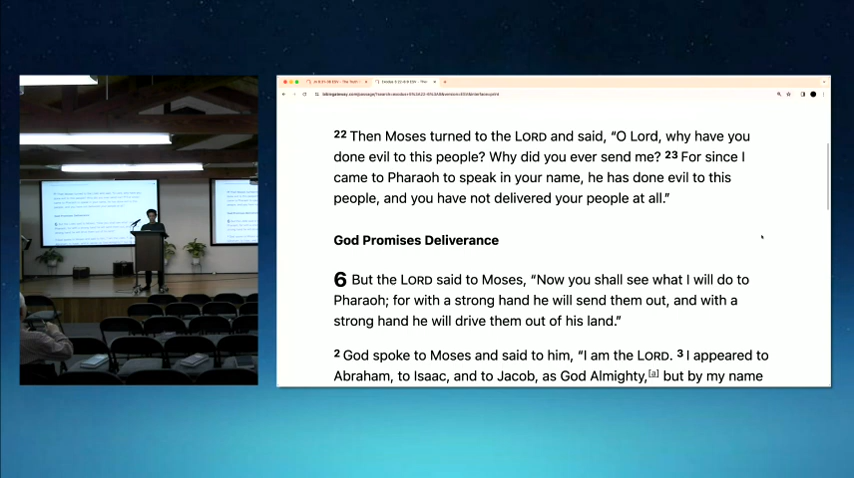 22 Then Moses turned to the LORD and said, “O Lord, why have you
done evil to this people? Why did you ever send me? 23 For since I
came to Pharaoh to speak in your name, he has done evil to this
people, and you have not delivered your people at all.”
God Promises Deliverance
6 But the LORD said to Moses, “Now you shall see what I will do to
Pharaoh; for with a strong hand he will send them out, and with a
strong hand he will drive them out of his land.”
2 God spoke to Moses and said to him, “I am the LORD. 3 I appeared to
Abraham, to Isaac, and to Jacob, as God Almighty,[a] but by my name